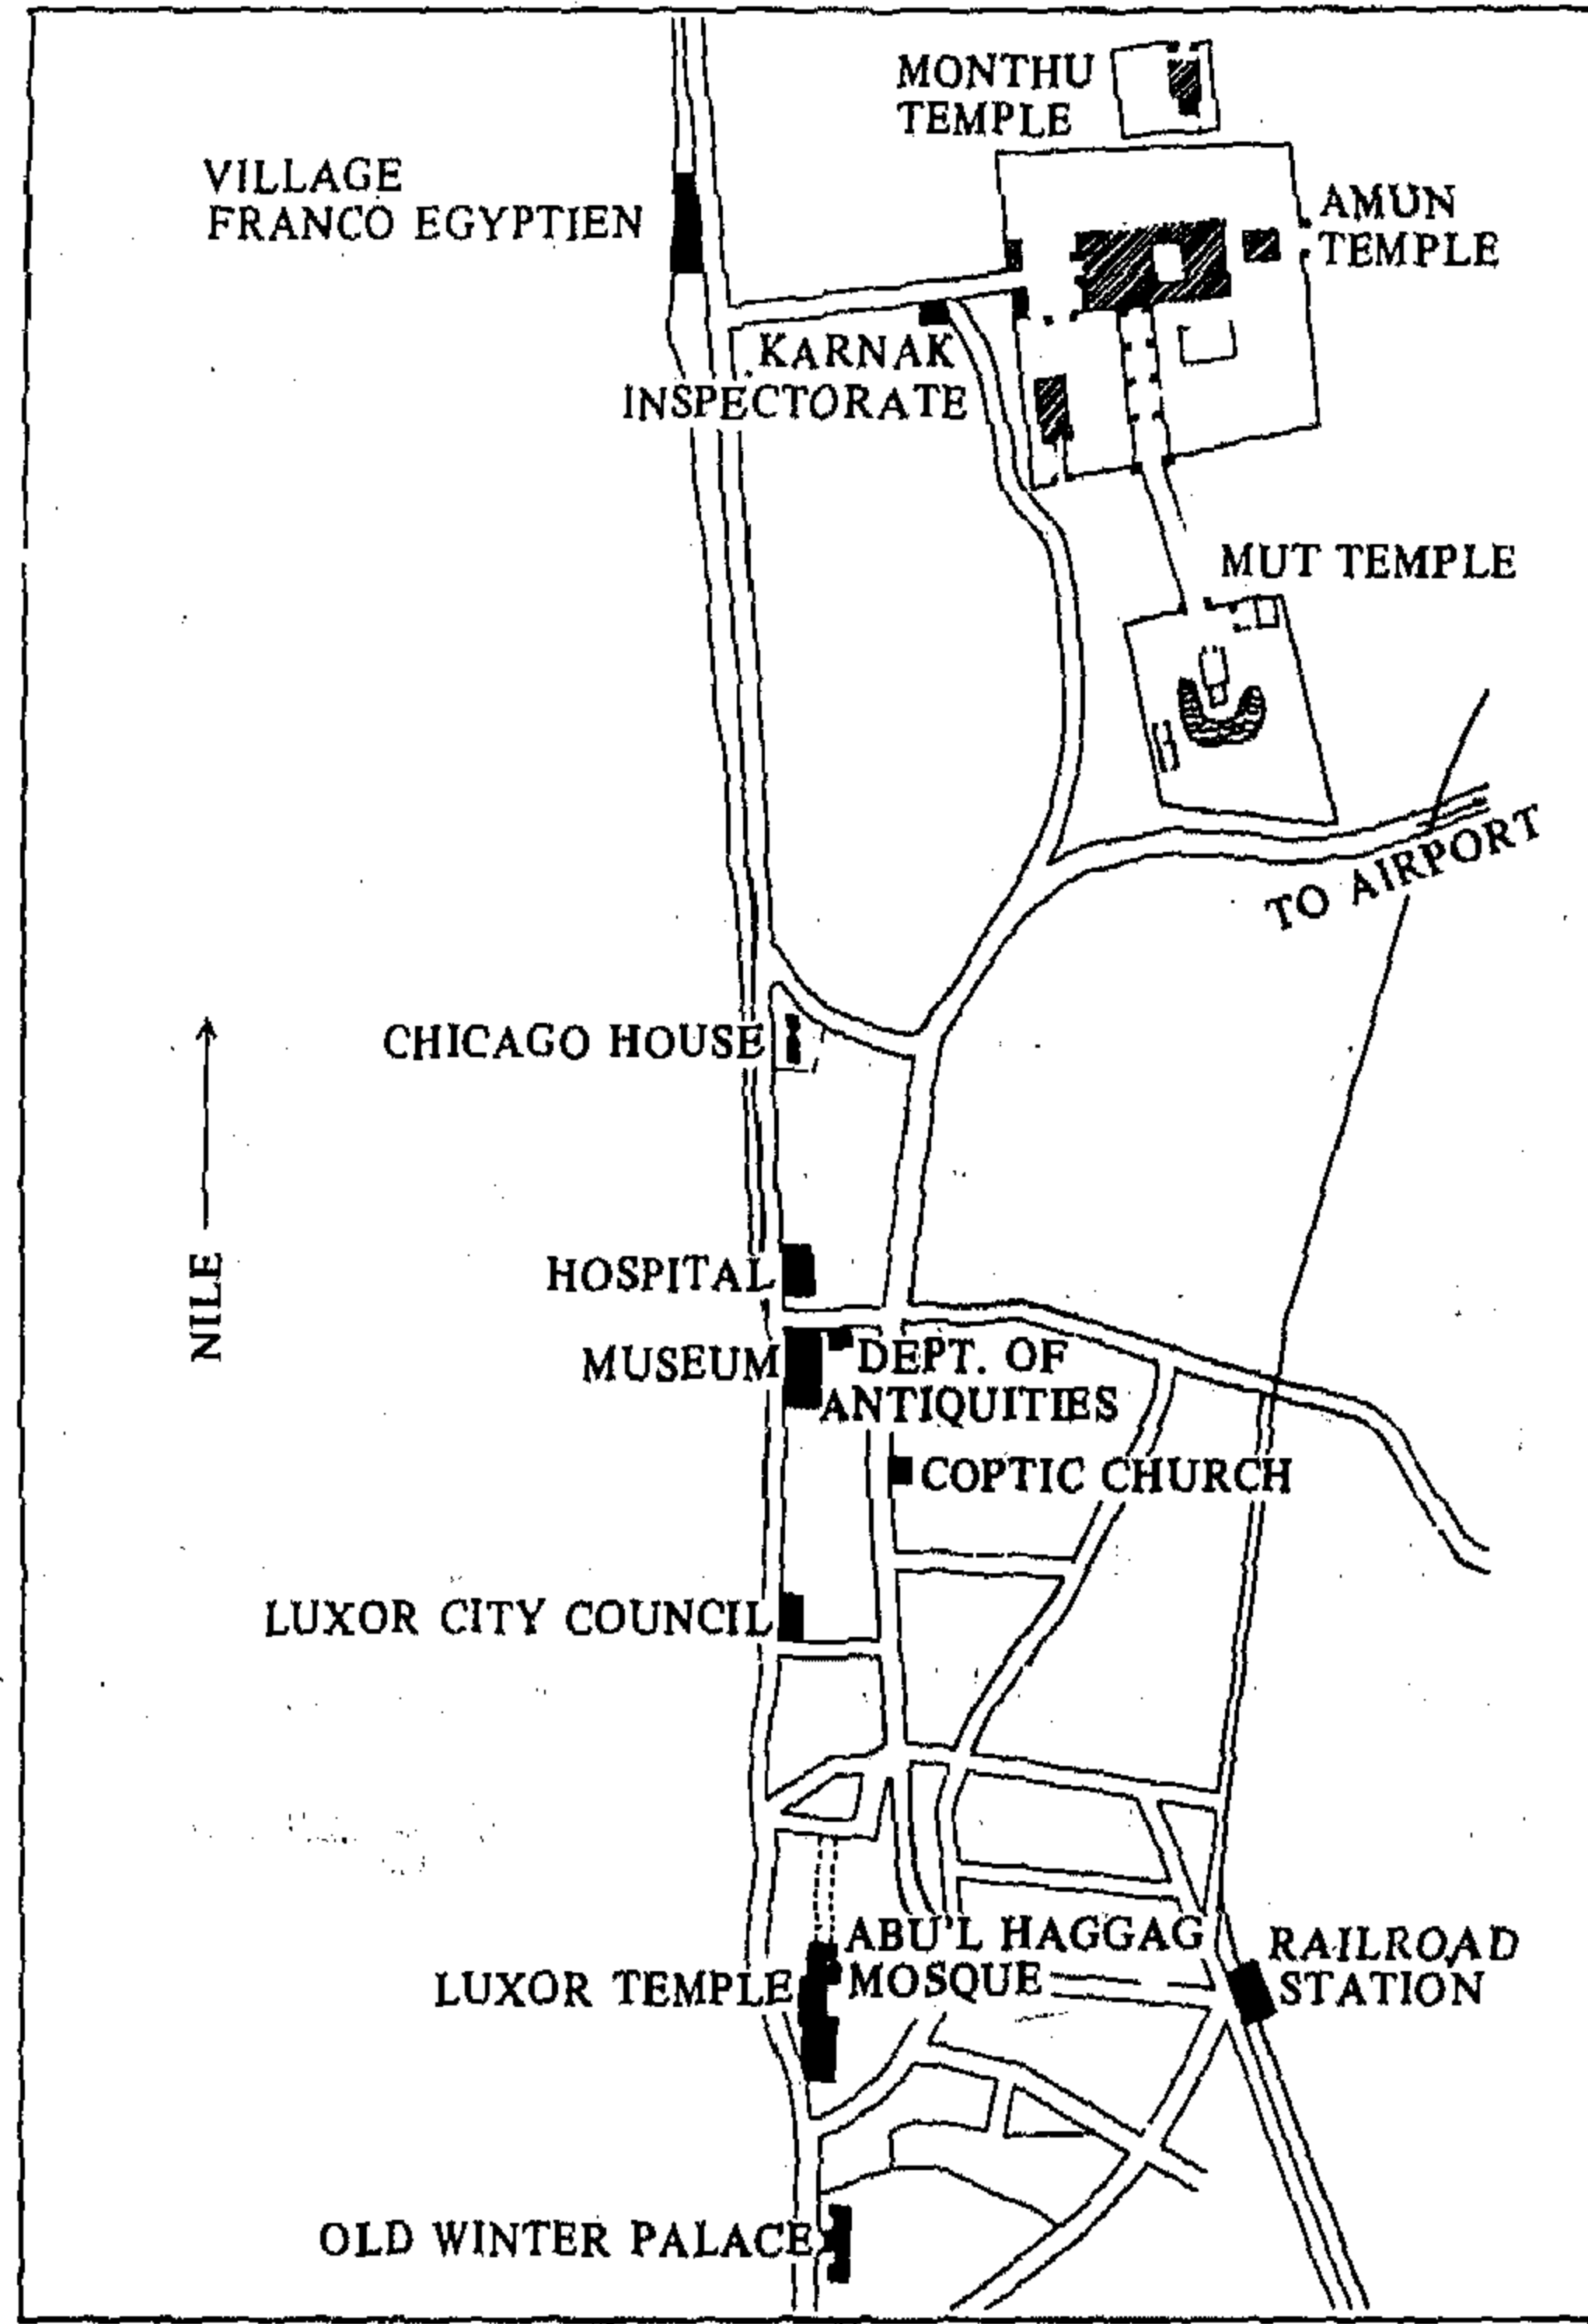 MONTHU
TEMPLE
VILLAGE
FRANCO EGYPTIEN
AMUN
TEMPLE
KARNAK
INSPECTORATE
MUT TEMPLE
TO AIRPORT
CHICAGO HOUSE
NILE
HOSPITAL
MUSEUM
DEPT. OF
ANTIQUITIES
COPTIC CHURCH
LUXOR CITY COUNCIL
ABU'L HAGGAG
MOSQUE
RAILROAD
STATION
LUXOR TEMPLE
OLD WINTER PALACE